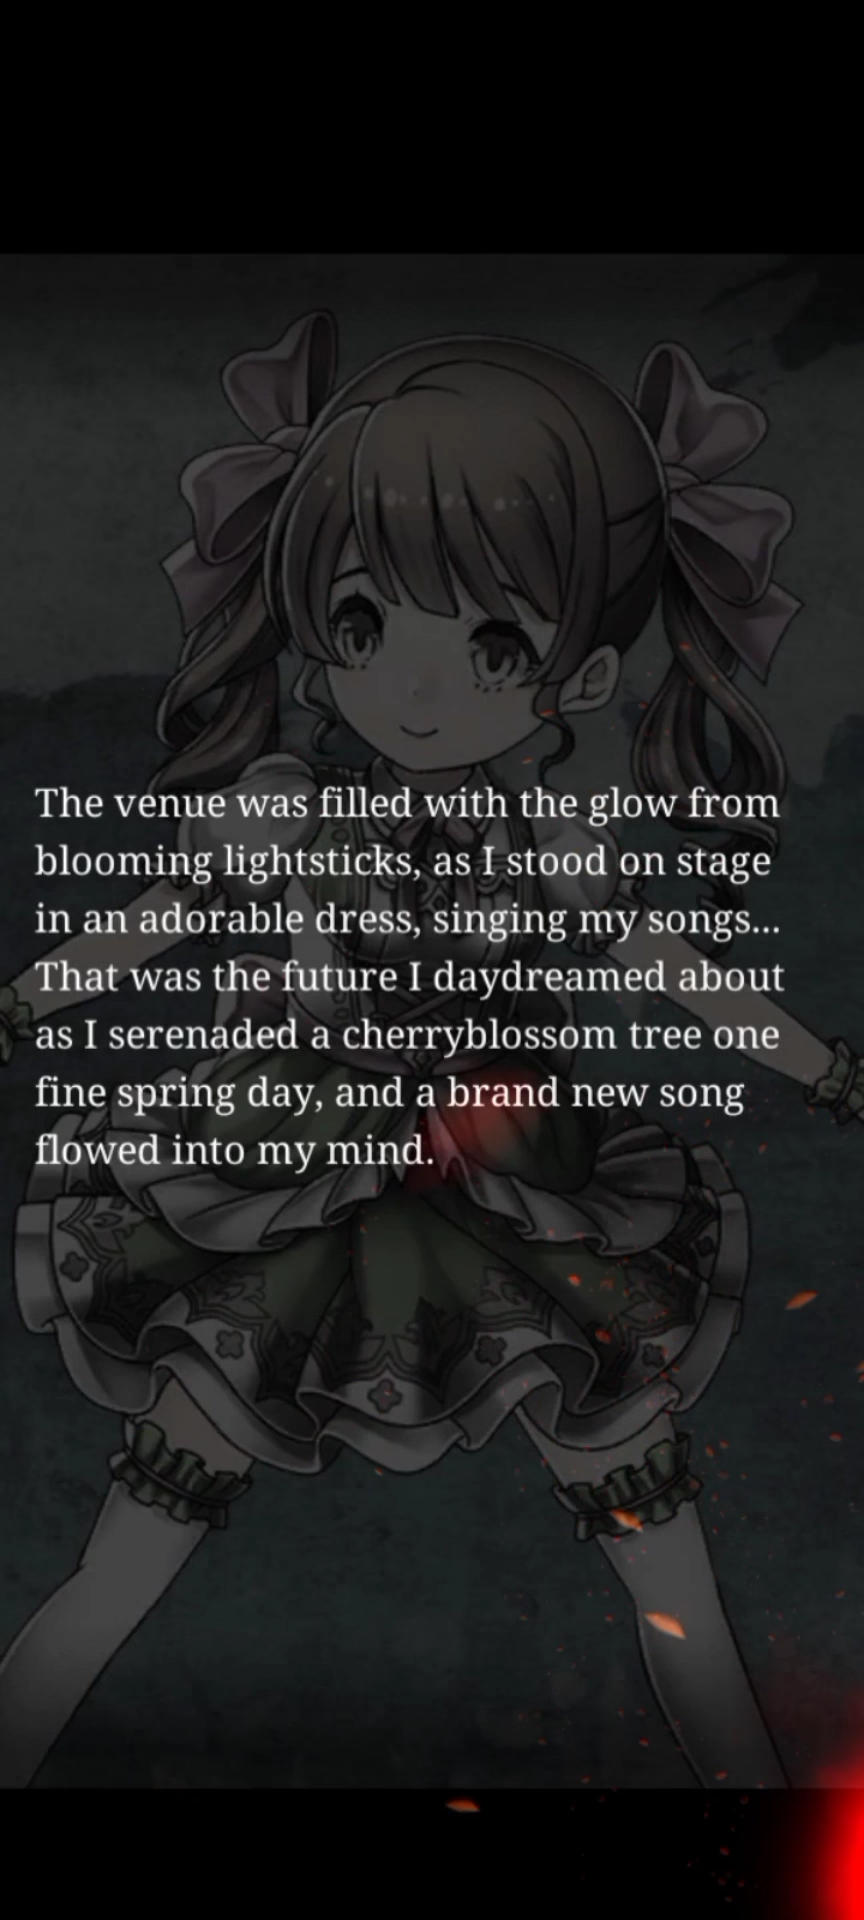 The venue was filled with the glow from
blooming lightsticks, as I stood on stage
in an adorable dress, singing my songs...
That was the future I daydreamed about
as I serenaded a cherryblossom tree one
fine spring day, and a brand new song
flowed into my mind.